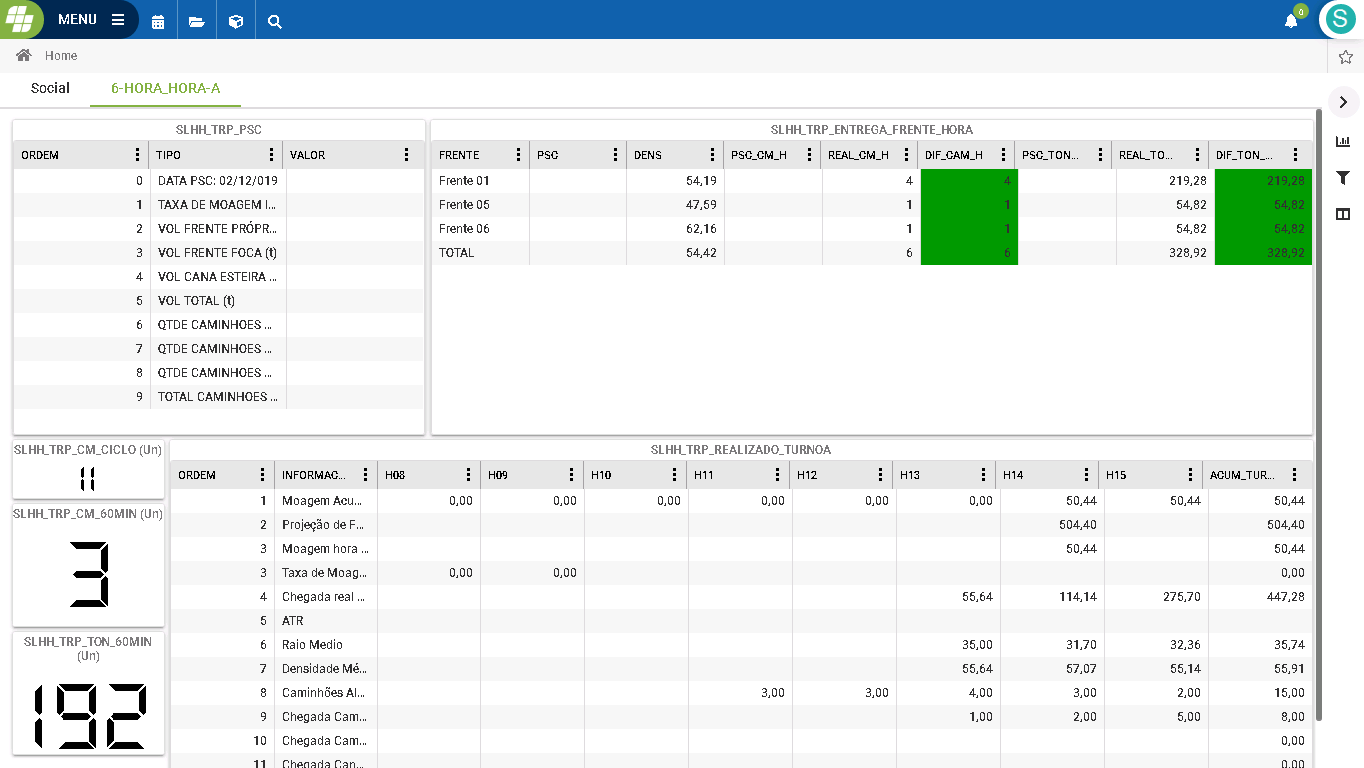 MENU
0
S
Home
Social 6-HORA_HORA-A
SLHH_TRP_PSC
ORDEM TIPO VALOR
0 DATA PSC: 02/12/019
1 TAXA DE MOAGEM I...
2 VOL FRENTE PRÓPR...
3 VOL FRENTE FOCA (t)
4 VOL CANA ESTEIRA ...
5 VOL TOTAL (t)
6 QTDE CAMINHOES ...
7 QTDE CAMINHOES ...
8 QTDE CAMINHOES ...
9 TOTAL CAMINHOES ...
SLHH_TRP_ENTREGA_FRENTE_HORA
FRENTE PSC DENS PSC_CM_H REAL_CM_H DIF_CAM_H PSC_TON... REAL_TO... DIF_TON_...
Frente 01 54,19 4 4 219,28 219,28
Frente 05 47,59 1 1 54,82 54,82
Frente 06 62,16 1 1 54,82 54,82
TOTAL 54,42 6 6 328,92 328,92
SLHH_TRP_CM_CICLO (Un)
11
SLHH_TRP_CM_60MIN (Un)
3
SLHH_TRP_TON_60MIN
(Un)
192
SLHH_TRP_REALIZADO_TURNOA
ORDEM INFORMAC... H08 H09 H10 H11 H12 H13 H14 H15 ACUM_TUR...
1 Moagem Acu... 0,00 0,00 0,00 0,00 0,00 0,00 50,44 50,44 50,44
2 Projeção de F... 504,40 504,40
3 Moagem hora ... 50,44 50,44
3 Taxa de Moag... 0,00 0,00 0,00
4 Chegada real ... 55,64 114,14 275,70 447,28
5 ATR
6 Raio Medio 35,00 31,70 32,36 35,74
7 Densidade Mé... 55,64 57,07 55,14 55,91
8 Caminhões Al... 3,00 3,00 4,00 3,00 2,00 15,00
9 Chegada Cam... 1,00 2,00 5,00 8,00
10 Chegada Cam... 0,00
11 Chegada Can... 0,00